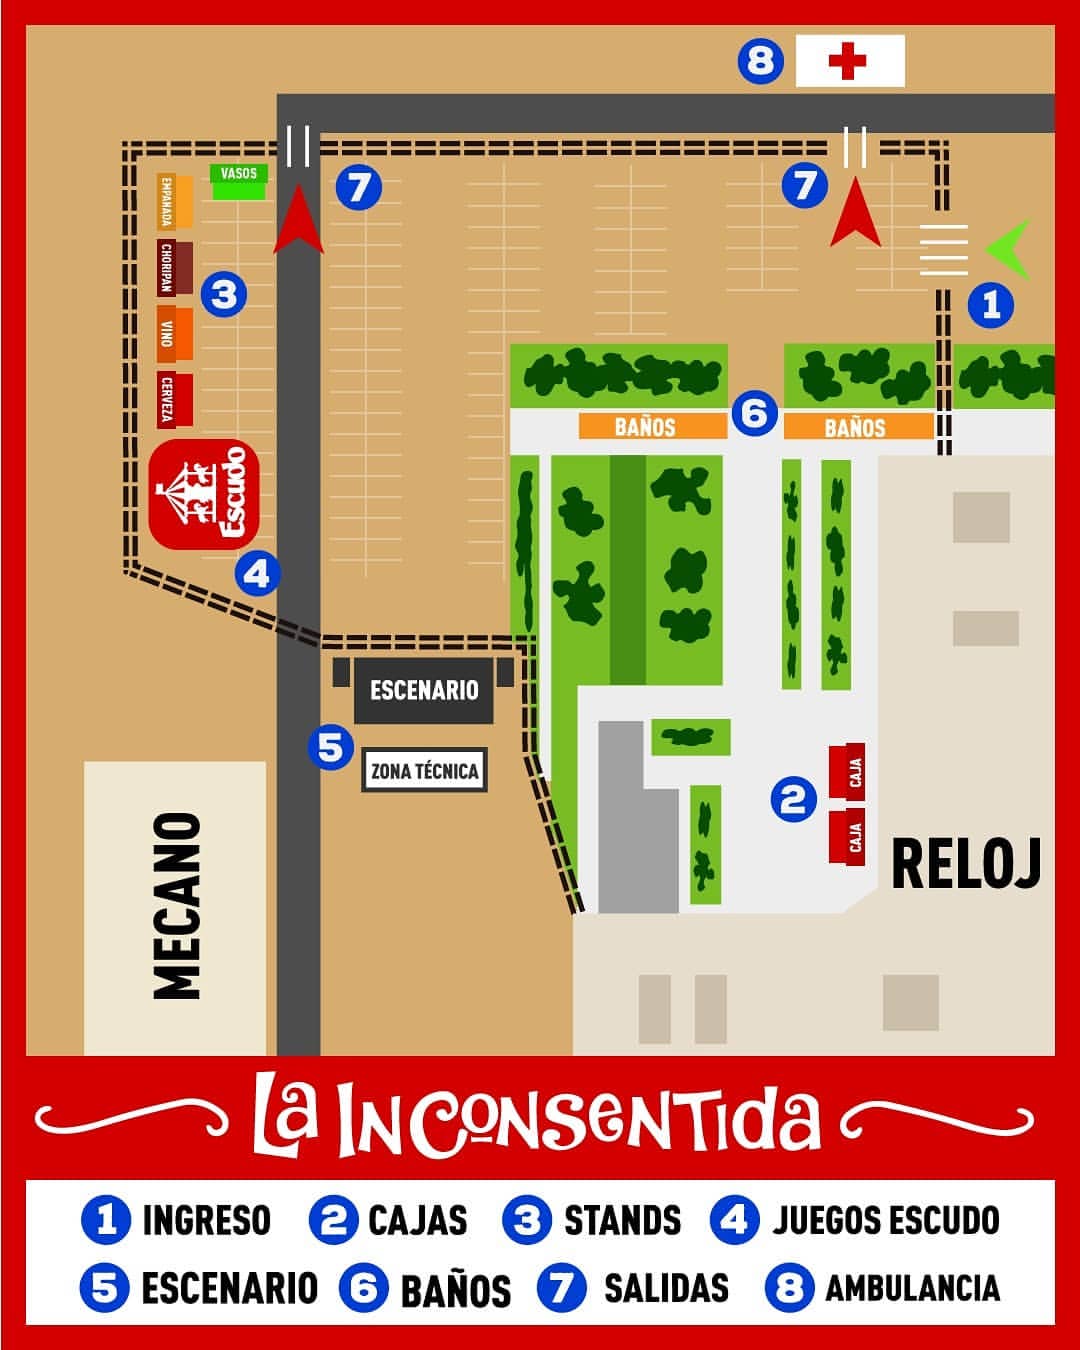 8
7
7
VASOS
EMPANADA
CHORIPAN
3
1
VINO
CERVEZA
6
BAÑOS
BAÑOS
Escudo
4
ESCENARIO
5
ZONA TÉCNICA
2
CAJA
CAJA
MECANO
RELOJ
La Inconsentida
1 INGRESO 2 CAJAS 3 STANDS 4 JUEGOS ESCUDO
5 ESCENARIO 6 BAÑOS 7 SALIDAS 8 AMBULANCIA